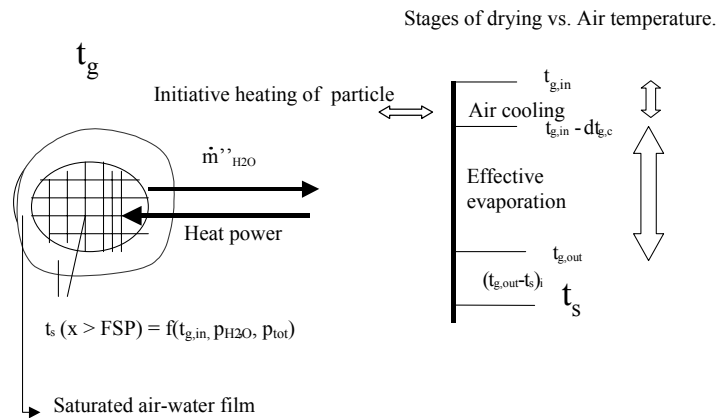 Stages of drying vs. Air temperature.
t_g
Initiative heating of particle
t_g,in
Air cooling
t_g,in - dt_g,c
ṁ’’_H2O
Effective
evaporation
Heat power
t_g,out
(t_g,out-t_s)_i
t_s
t_s (x > FSP) = f(t_g,in, p_H2O, p_tot)
Saturated air-water film